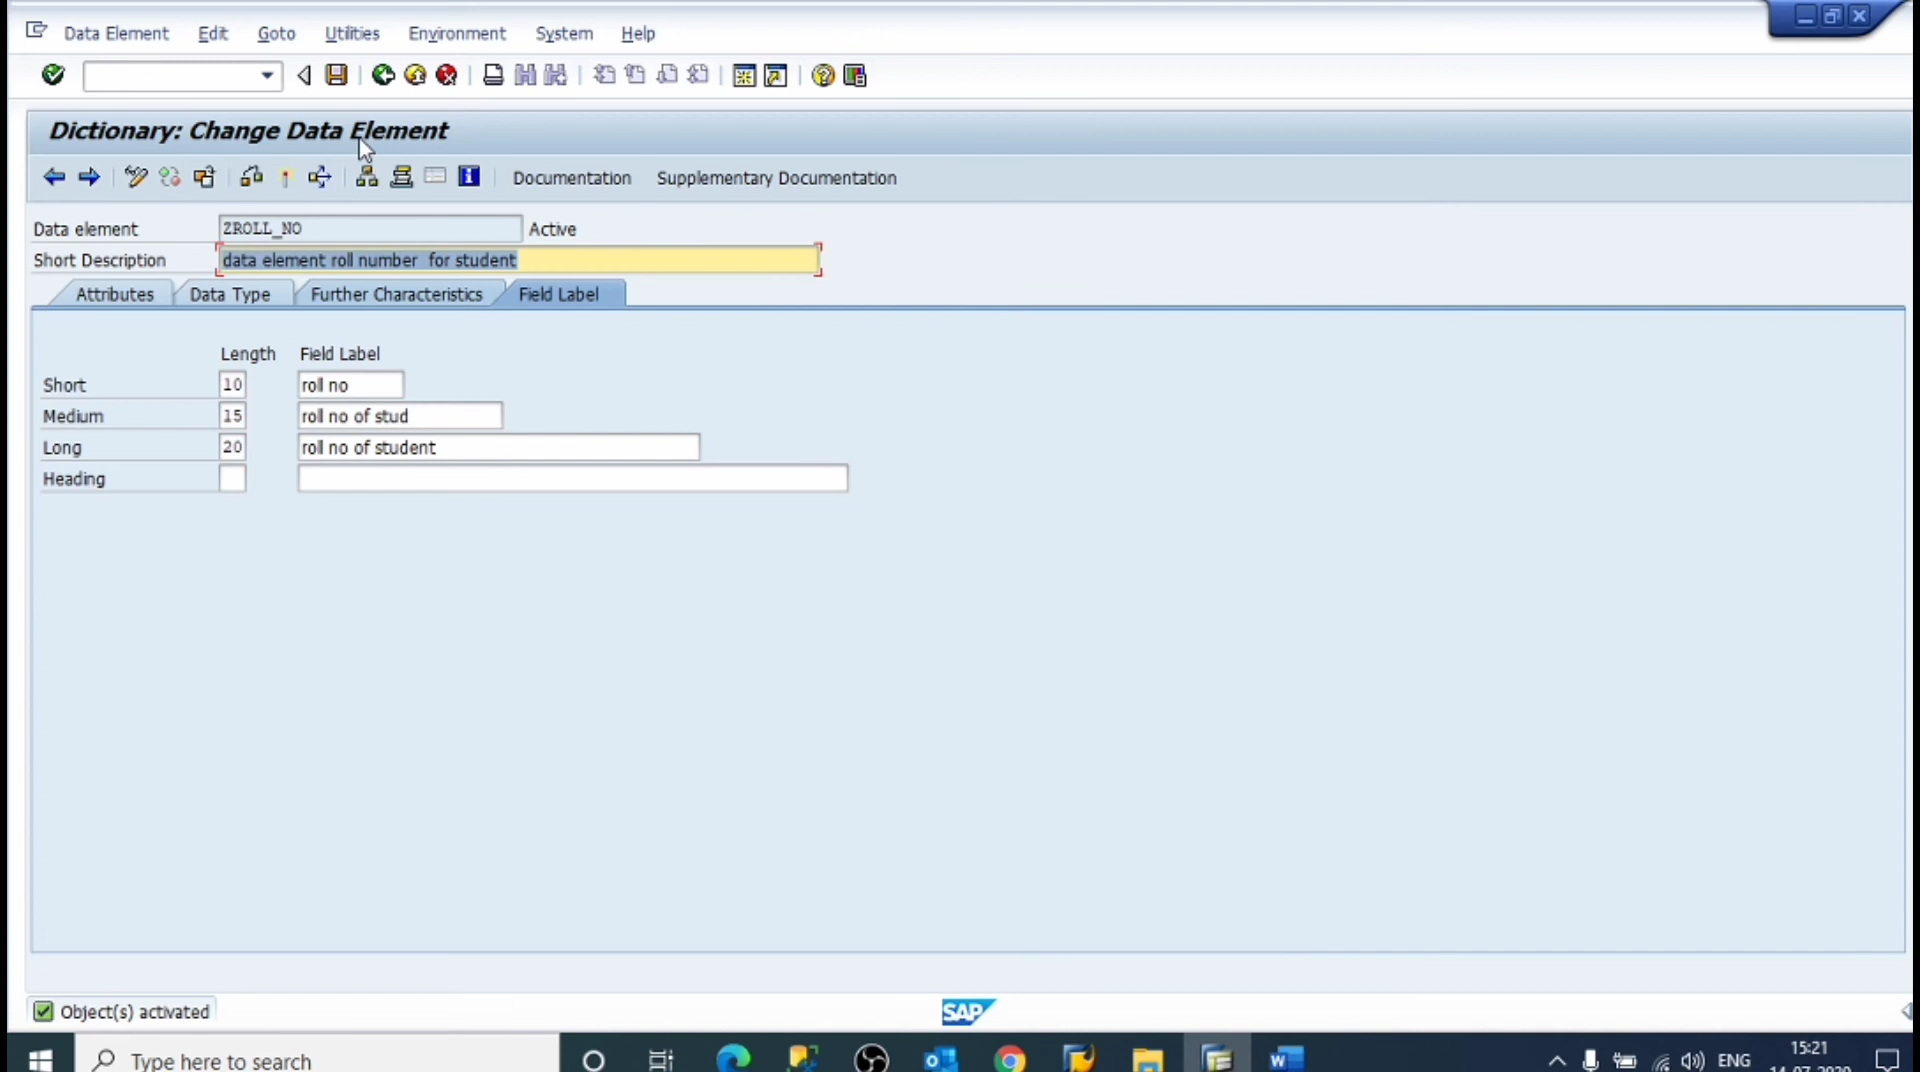 Data Element Edit Goto Utilities Environment System Help
Dictionary: Change Data Element
Documentation Supplementary Documentation
Data element ZROLL_NO Active
Short Description data element roll number for student
Attributes Data Type Further Characteristics Field Label
Length Field Label
Short 10 roll no
Medium 15 roll no of stud
Long 20 roll no of student
Heading
Object(s) activated SAP
Type here to search ENG 15:21
14-07-2020